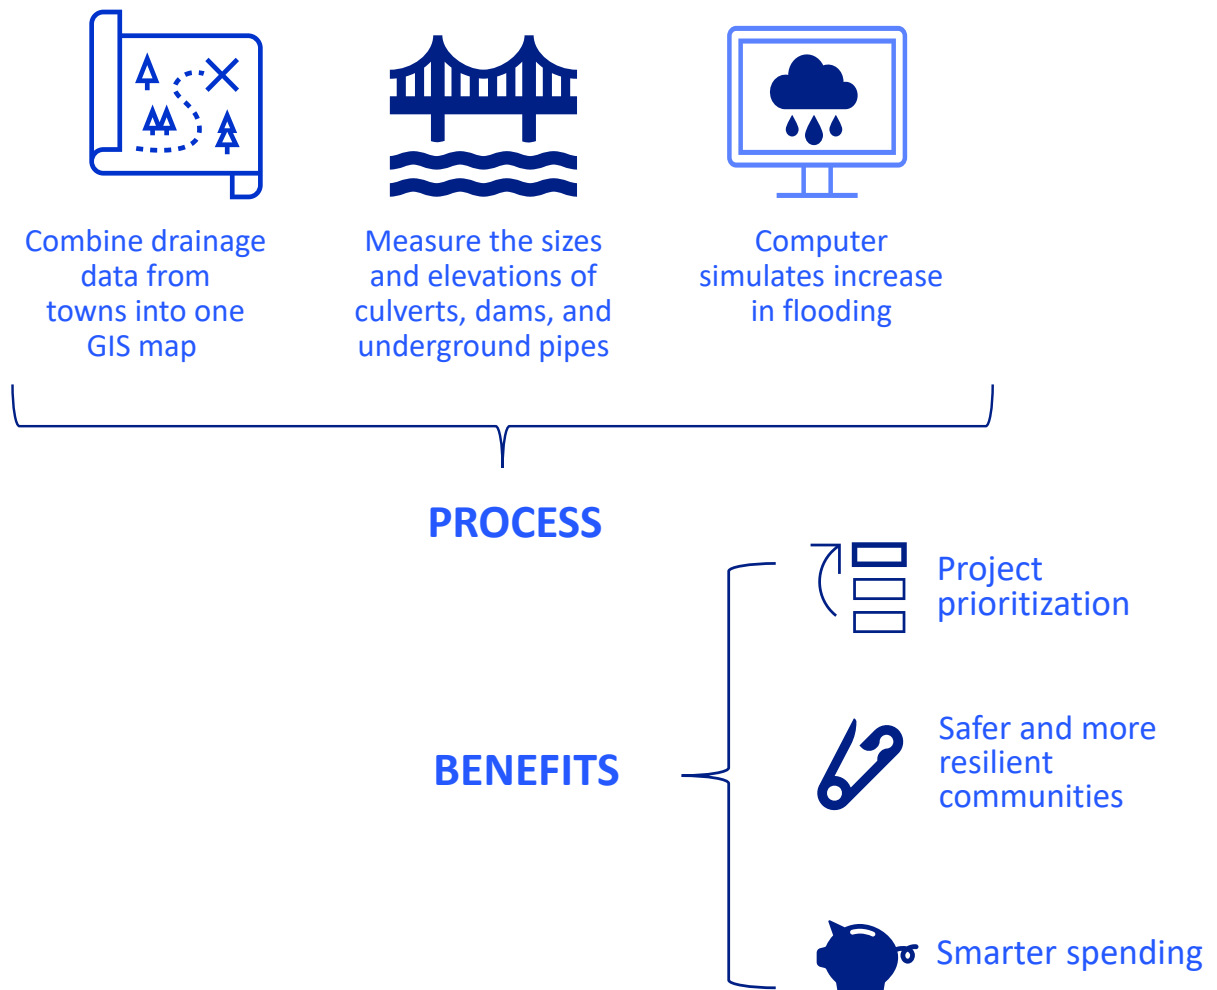 Combine drainage
data from
towns into one
GIS map
Measure the sizes
and elevations of
culverts, dams, and
underground pipes
Computer
simulates increase
in flooding
PROCESS
BENEFITS
Project
prioritization
Safer and more
resilient
communities
Smarter spending